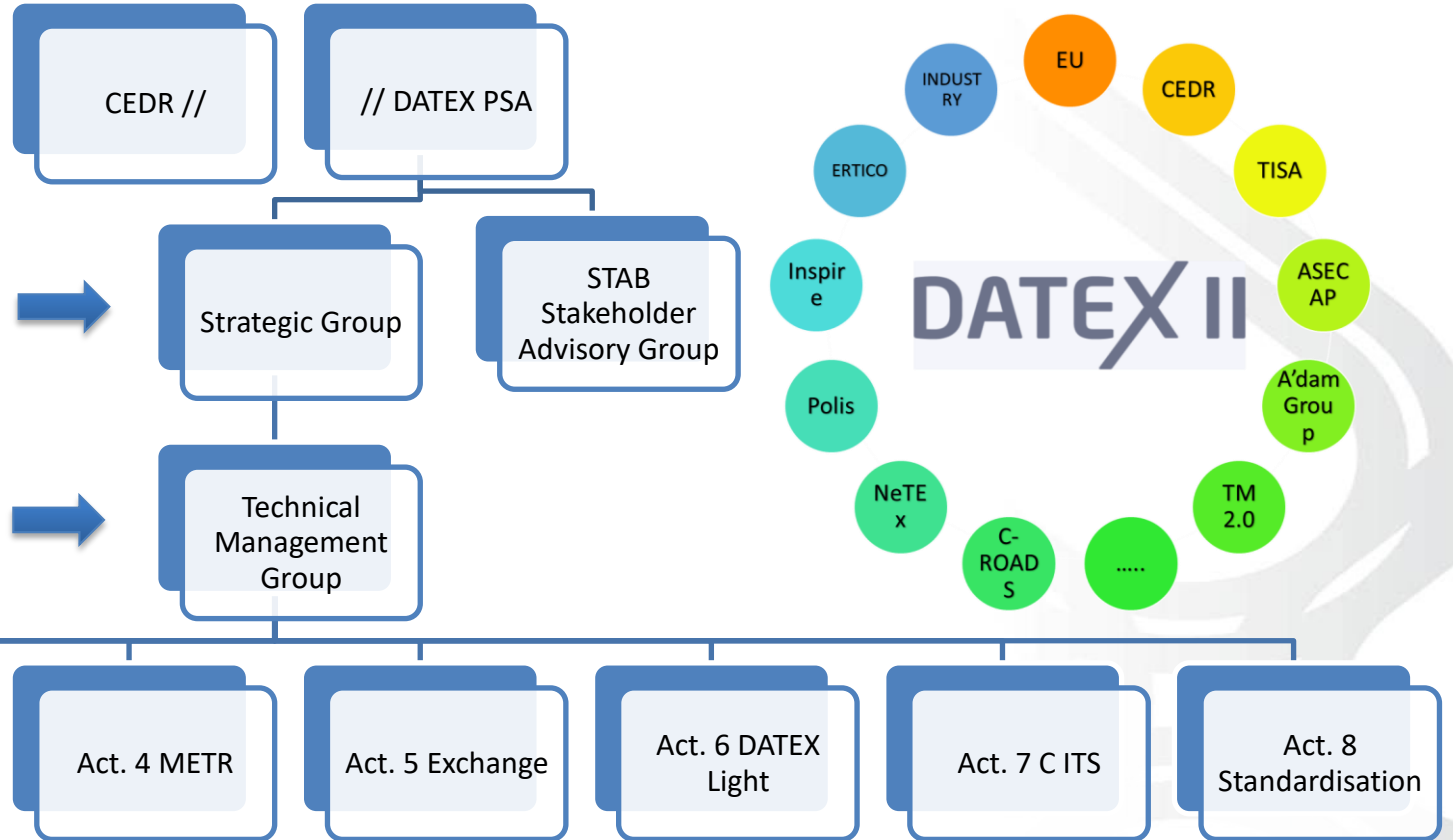 CEDR //
// DATEX PSA
Strategic Group
STAB
Stakeholder
Advisory Group
Technical
Management
Group
Act. 4 METR
Act. 5 Exchange
Act. 6 DATEX
Light
Act. 7 C ITS
Act. 8
Standardisation
EU
CEDR
TISA
ASEC
AP
A'dam
Grou
p
TM
2.0
.....
C-
ROAD
S
NeTE
x
Polis
Inspir
e
ERTICO
INDUST
RY
DATEX II